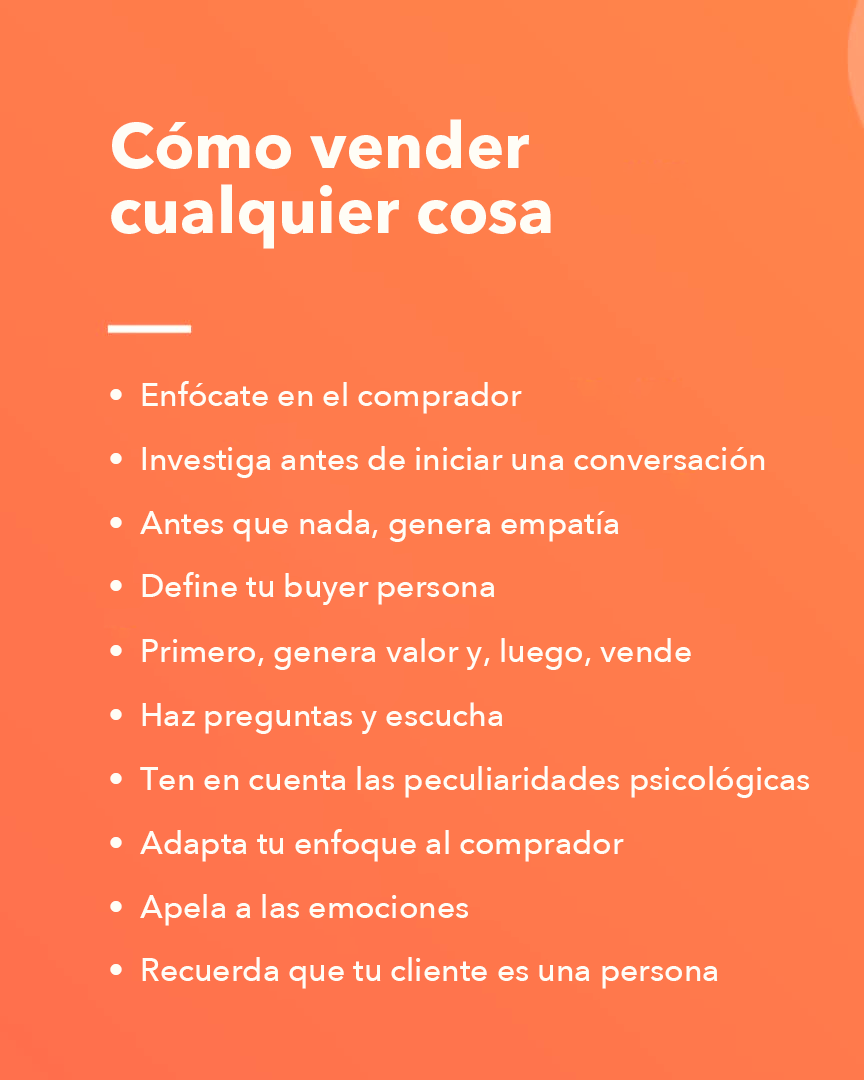 Cómo vender
cualquier cosa
• Enfócate en el comprador
• Investiga antes de iniciar una conversación
• Antes que nada, genera empatía
• Define tu buyer persona
• Primero, genera valor y, luego, vende
• Haz preguntas y escucha
• Ten en cuenta las peculiaridades psicológicas
• Adapta tu enfoque al comprador
• Apela a las emociones
• Recuerda que tu cliente es una persona